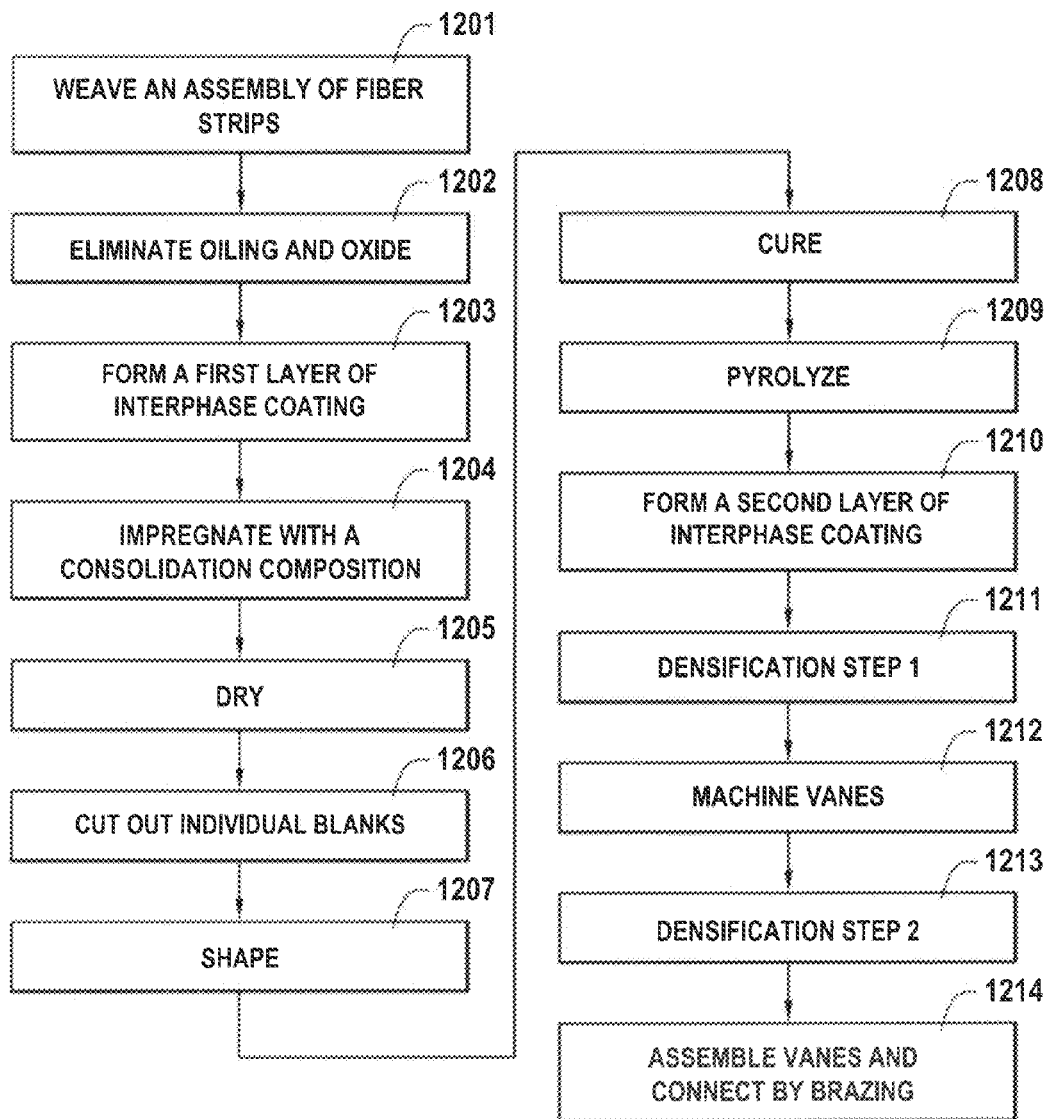 1201
WEAVE AN ASSEMBLY OF FIBER
STRIPS
1202
ELIMINATE OILING AND OXIDE
1203
FORM A FIRST LAYER OF
INTERPHASE COATING
1204
IMPREGNATE WITH A
CONSOLIDATION COMPOSITION
1205
DRY
1206
CUT OUT INDIVIDUAL BLANKS
1207
SHAPE
1208
CURE
1209
PYROLYZE
1210
FORM A SECOND LAYER OF
INTERPHASE COATING
1211
DENSIFICATION STEP 1
1212
MACHINE VANES
1213
DENSIFICATION STEP 2
1214
ASSEMBLE VANES AND
CONNECT BY BRAZING